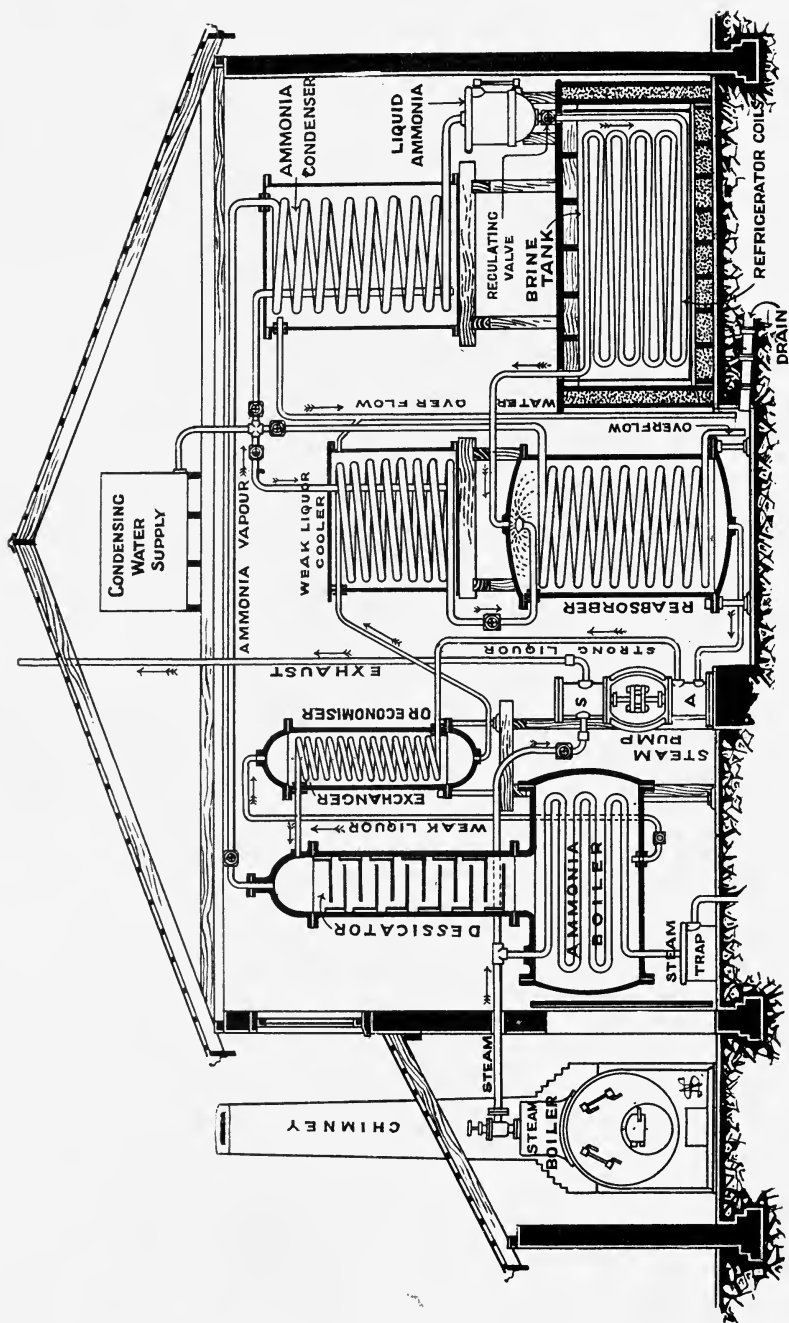 CONDENSING
WATER
SUPPLY
AMMONIA VAPOUR
AMMONIA
CONDENSER
LIQUID
AMMONIA
REGULATING
VALVE
BRINE
TANK
REFRIGERATOR COILS
DRAIN
WATER OVERFLOW
OVERFLOW
WEAK LIQUOR
COOLER
REABSORBER
STRONG LIQUOR
EXHAUST
EXCHANGER
OR ECONOMISER
WEAK LIQUOR
DESSICATOR
S
A
STEAM
PUMP
AMMONIA
BOILER
STEAM
TRAP
STEAM
CHIMNEY
STEAM
BOILER